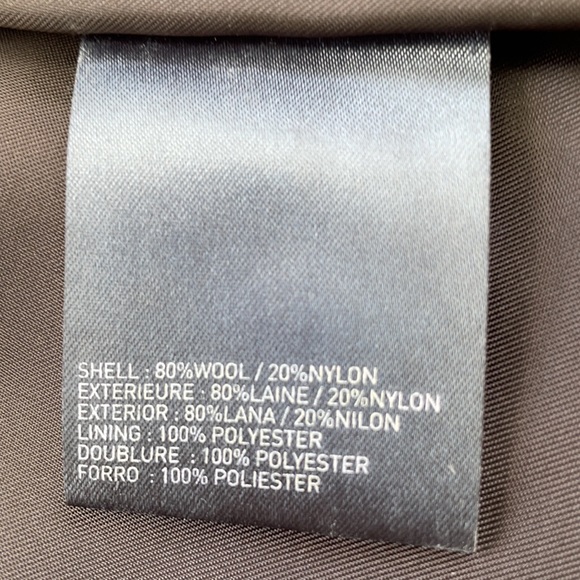 SHELL : 80%WOOL / 20%NYLON
EXTERIEURE : 80%LAINE / 20%NYLON
EXTERIOR : 80%LANA / 20%NILON
LINING : 100% POLYESTER
DOUBLURE : 100% POLYESTER
FORRO : 100% POLIESTER